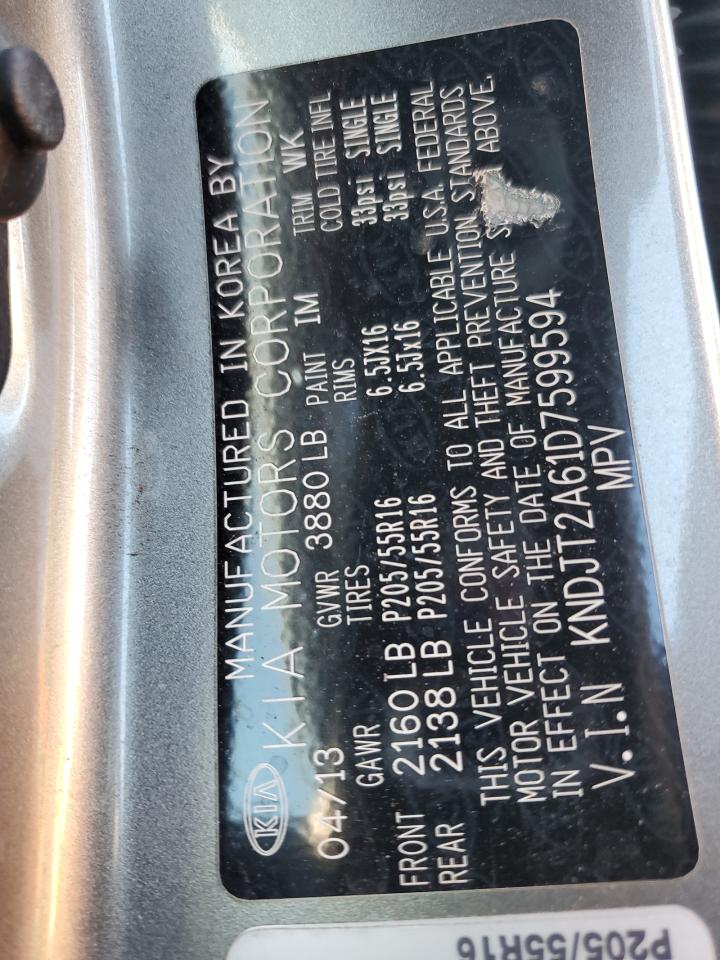 KIA
MANUFACTURED IN KOREA BY
KIA MOTORS CORPORATION
04/13 GVWR 3880 LB PAINT IM TRIM WK
GAWR TIRES RIMS COLD TIRE INFL
FRONT 2160 LB P205/55R16 6.5JX16 33psi SINGLE
REAR 2138 LB P205/55R16 6.5Jx16 33psi SINGLE
THIS VEHICLE CONFORMS TO ALL APPLICABLE U.S.A. FEDERAL
MOTOR VEHICLE SAFETY AND THEFT PREVENTION STANDARDS
IN EFFECT ON THE DATE OF MANUFACTURE ABOVE.
V.I.N KNDJT2A61D7599594
MPV
P205/55R16